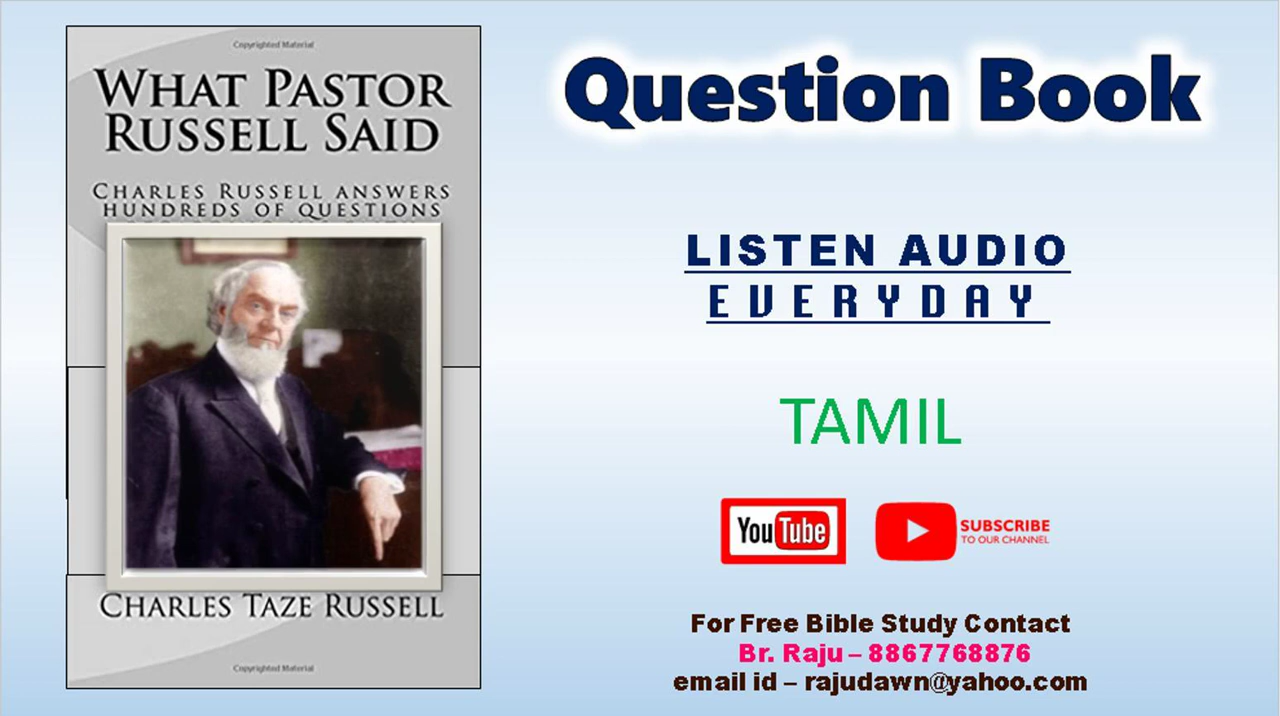 Copyrighted Material
WHAT PASTOR
RUSSELL SAID
CHARLES RUSSELL ANSWERS
HUNDREDS OF QUESTIONS
CHARLES TAZE RUSSELL
Copyrighted Material
Question Book
LISTEN AUDIO
EVERYDAY
TAMIL
YouTube
SUBSCRIBE
TO OUR CHANNEL
For Free Bible Study Contact
Br. Raju – 8867768876
email id – rajudawn@yahoo.com